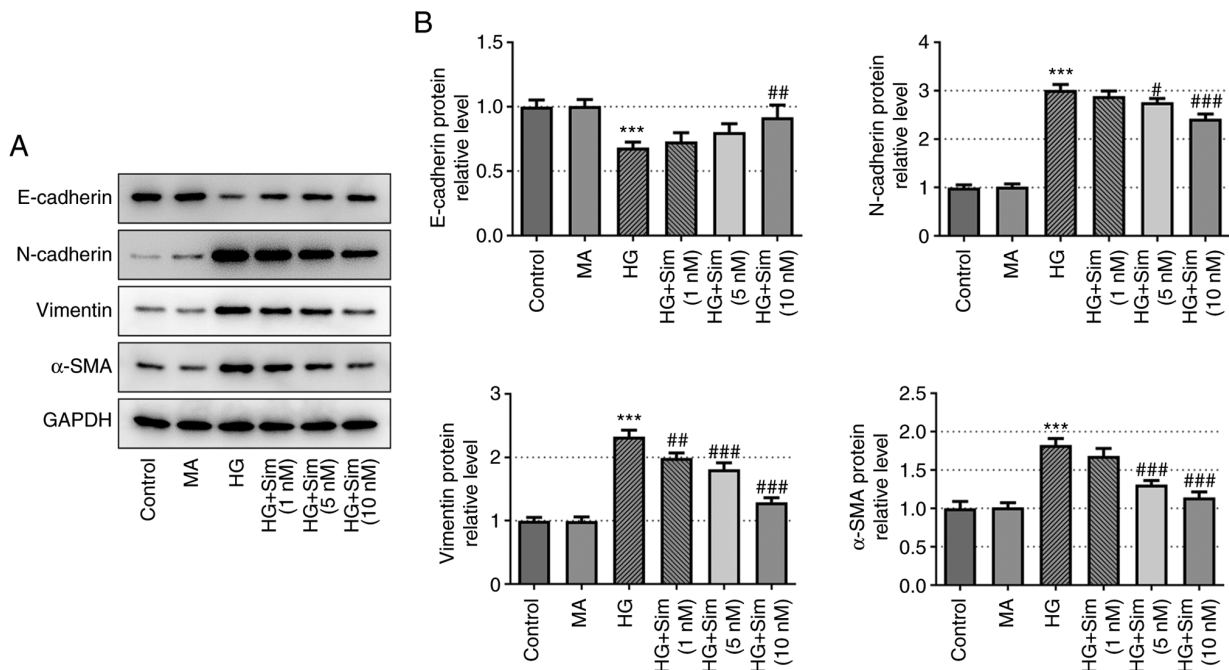 A
E-cadherin
N-cadherin
Vimentin
α-SMA
GAPDH
Control
MA
HG
HG+Sim
(1 nM)
HG+Sim
(5 nM)
HG+Sim
(10 nM)
B
E-cadherin protein
relative level
1.5
1.0
0.5
0.0
***
##
Control
MA
HG
HG+Sim
(1 nM)
HG+Sim
(5 nM)
HG+Sim
(10 nM)
N-cadherin protein
relative level
4
3
2
1
0
***
#
###
Control
MA
HG
HG+Sim
(1 nM)
HG+Sim
(5 nM)
HG+Sim
(10 nM)
Vimentin protein
relative level
3
2
1
0
***
##
###
###
Control
MA
HG
HG+Sim
(1 nM)
HG+Sim
(5 nM)
HG+Sim
(10 nM)
α-SMA protein
relative level
2.5
2.0
1.5
1.0
0.5
0.0
***
###
###
Control
MA
HG
HG+Sim
(1 nM)
HG+Sim
(5 nM)
HG+Sim
(10 nM)